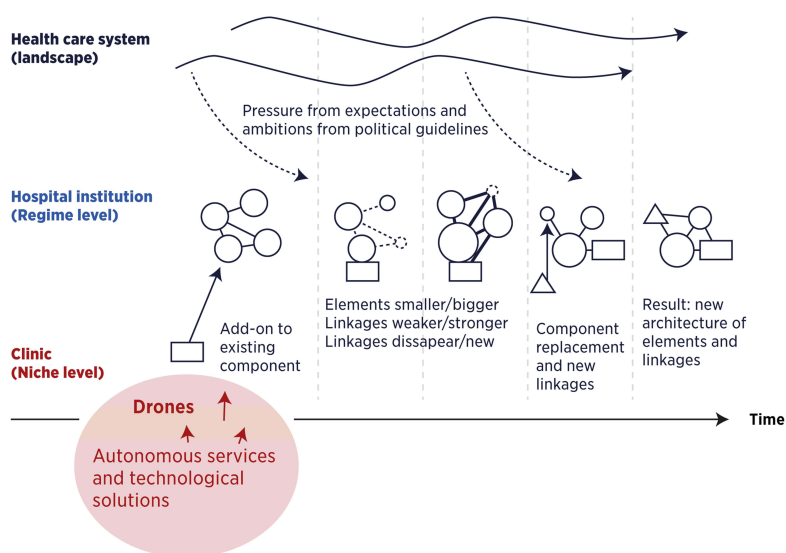 Health care system
(landscape)
Pressure from expectations and
ambitions from political guidelines
Hospital institution
(Regime level)
Elements smaller/bigger
Linkages weaker/stronger
Linkages dissapear/new
Add-on to
existing
component
Component
replacement and
new
linkages
Result: new
architecture of
elements and
linkages
Clinic
(Niche level)
Drones
Time
Autonomous services
and technological
solutions